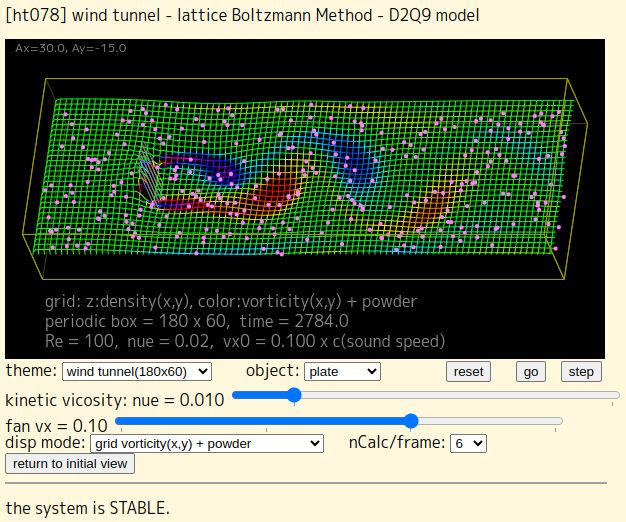 [ht078] wind tunnel - lattice Boltzmann Method - D2Q9 model
Ax=30.0, Ay=-15.0
grid: z:density(x,y), color:vorticity(x,y) + powder
periodic box = 180 x 60, time = 2784.0
Re = 100, nue = 0.02, vx0 = 0.100 x c(sound speed)
theme: wind tunnel(180x60) object: plate reset go step
kinetic vicosity: nue = 0.010
fan vx = 0.10
disp mode: grid vorticity(x,y) + powder nCalc/frame: 6
return to initial view
the system is STABLE.